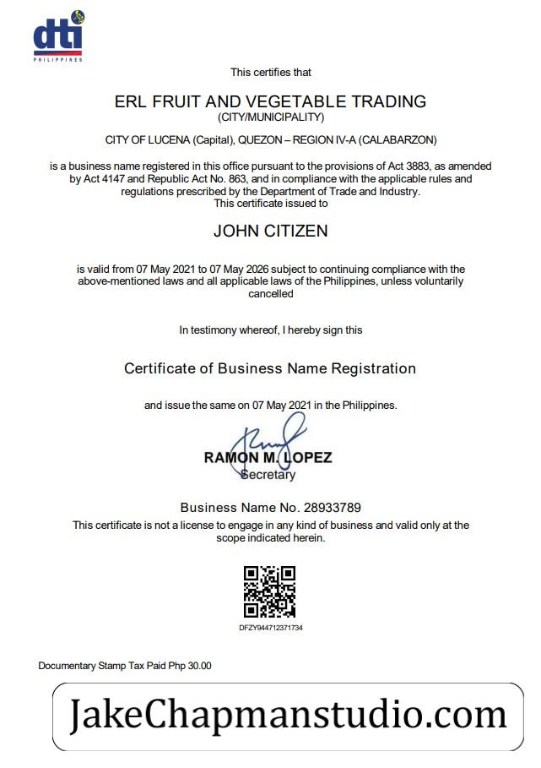 dti
PHILIPPINES
This certifies that
ERL FRUIT AND VEGETABLE TRADING
(CITY/MUNICIPALITY)
CITY OF LUCENA (Capital), QUEZON – REGION IV-A (CALABARZON)
is a business name registered in this office pursuant to the provisions of Act 3883, as amended
by Act 4147 and Republic Act No. 863, and in compliance with the applicable rules and
regulations prescribed by the Department of Trade and Industry.
This certificate issued to
JOHN CITIZEN
is valid from 07 May 2021 to 07 May 2026 subject to continuing compliance with the
above-mentioned laws and all applicable laws of the Philippines, unless voluntarily
cancelled
In testimony whereof, I hereby sign this
Certificate of Business Name Registration
and issue the same on 07 May 2021 in the Philippines.
RAMON M. LOPEZ
Secretary
Business Name No. 28933789
This certificate is not a license to engage in any kind of business and valid only at the
scope indicated herein.
DFZY944712371734
Documentary Stamp Tax Paid Php 30.00
JakeChapmanstudio.com